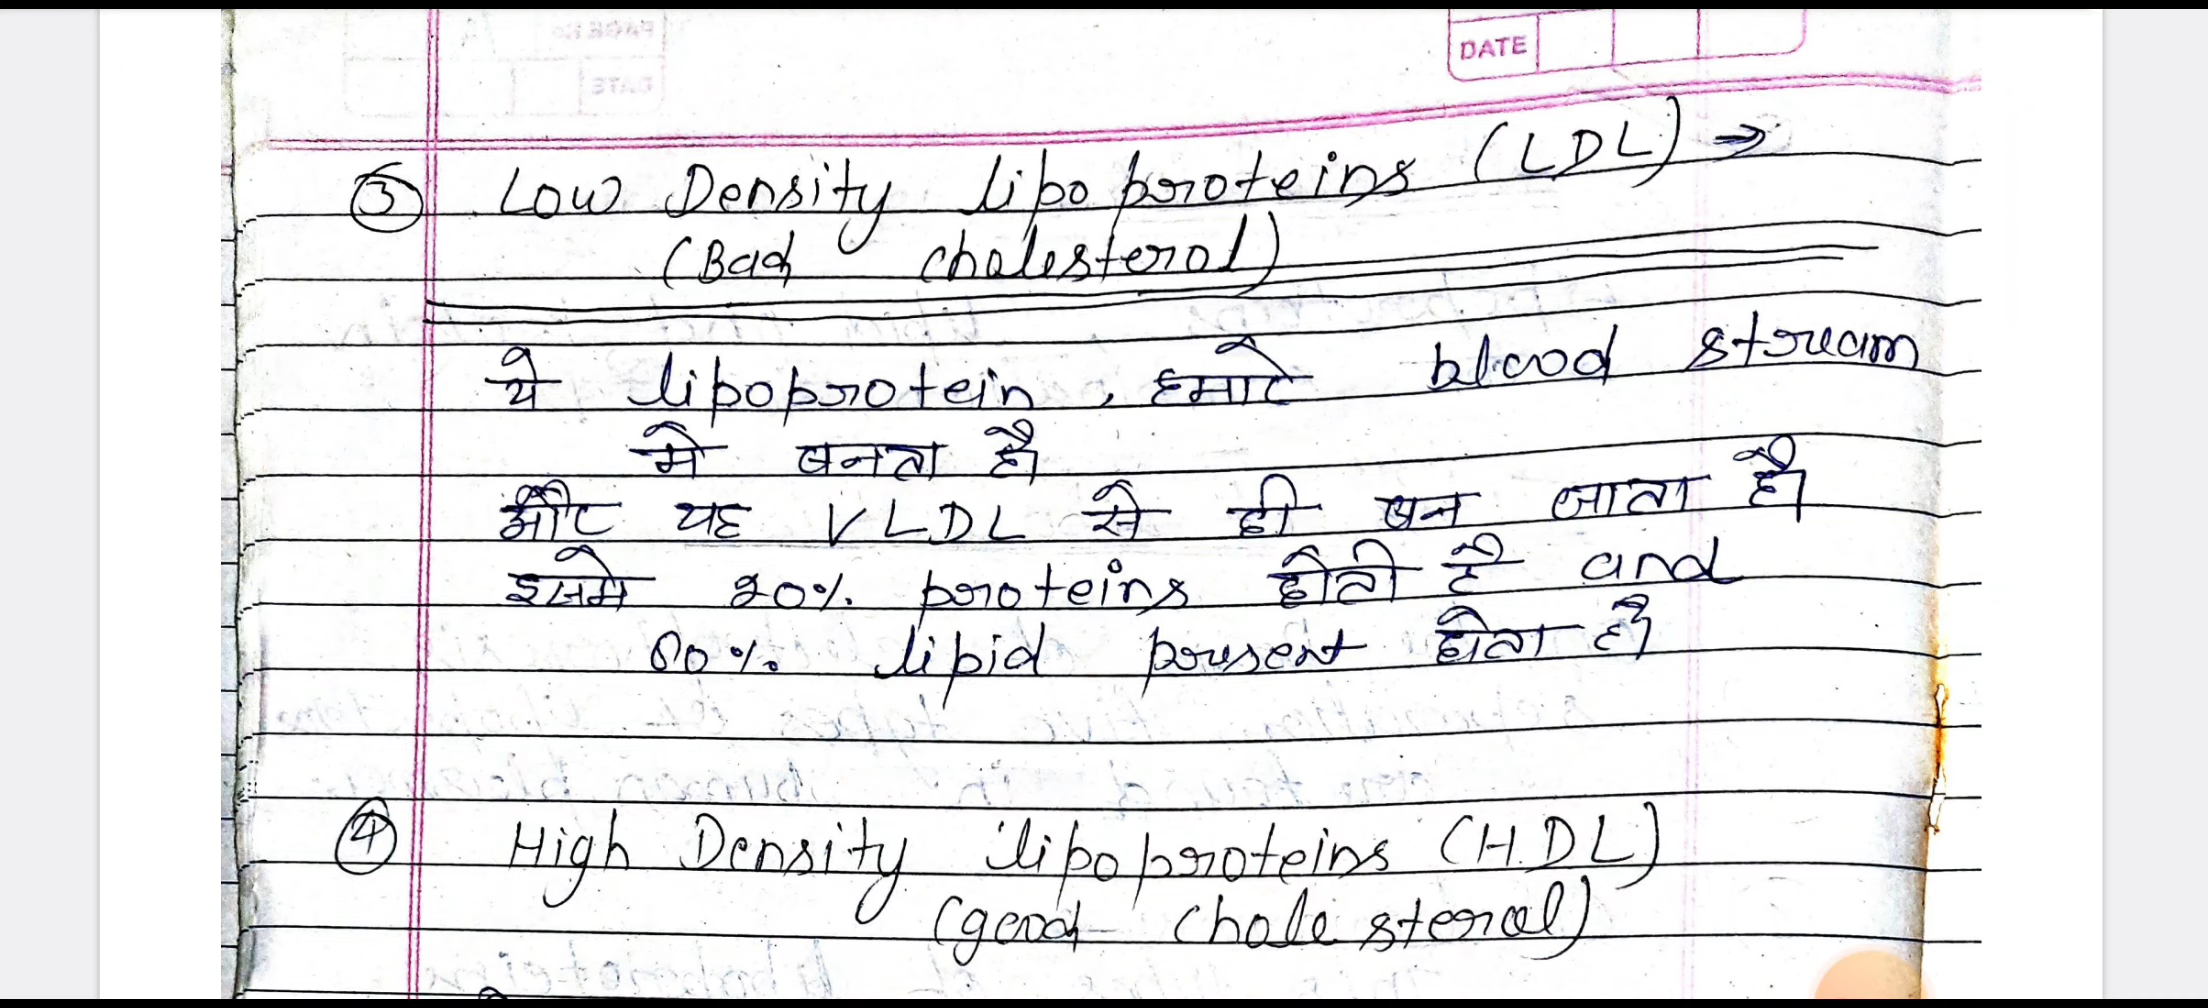 DATE
③ Low Density lipoproteins (LDL) ⇒
(Bad cholesterol)
ये lipoprotein, हमारे blood stream
मे बनता है।
और यह VLDL से ही बन जाता है।
इसमे 20% proteins होती है and
80% lipid present होता है।
④ High Density lipoproteins (HDL)
(good cholesterol)